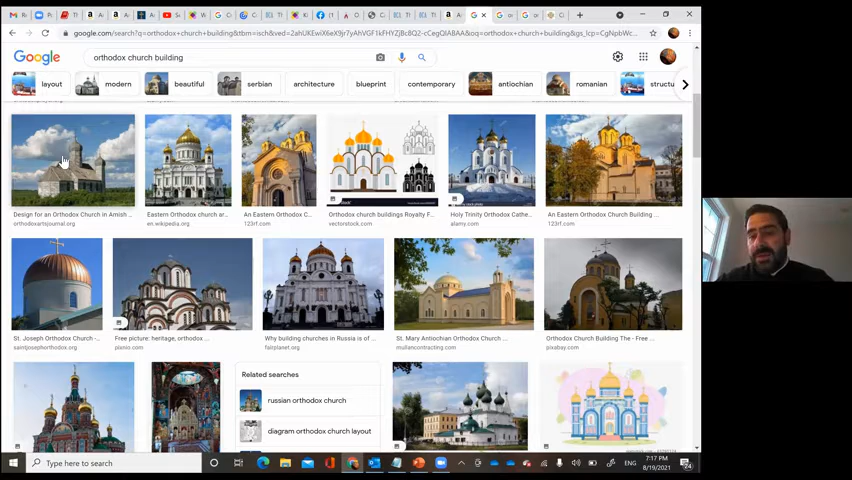 google.com/search?q=orthodox+church+building&tbm=isch&ved=2ahUKEwiX6eX9jr7yAhVGF1kFHdJBB2c-cCegQIABAA&oq=orthodox+church+building&gs_lcp=CgNpbWc...
Google
orthodox church building
layout
modern
beautiful
serbian
architecture
blueprint
contemporary
antiochian
romanian
structu
Design for an Orthodox Church in Amish ...
orthodoxartsjournal.org
Eastern Orthodox church ar...
en.wikipedia.org
An Eastern Orthodox C...
123rf.com
Orthodox church buildings Royalty F...
vectorstock.com
Holy Trinity Orthodox Cathe...
alamy.com
An Eastern Orthodox Church Building ...
123rf.com
St. Joseph Orthodox Church -...
saintjosephorthodox.org
Free picture: heritage, orthodox ...
pixnio.com
Why building churches in Russia is of ...
fairplanet.org
St. Mary Antiochian Orthodox Church ...
mullancontracting.com
Orthodox Church Building The - Free ...
pixabay.com
Related searches
russian orthodox church
diagram orthodox church layout
Type here to search
ENG
7:17 PM
8/19/2021